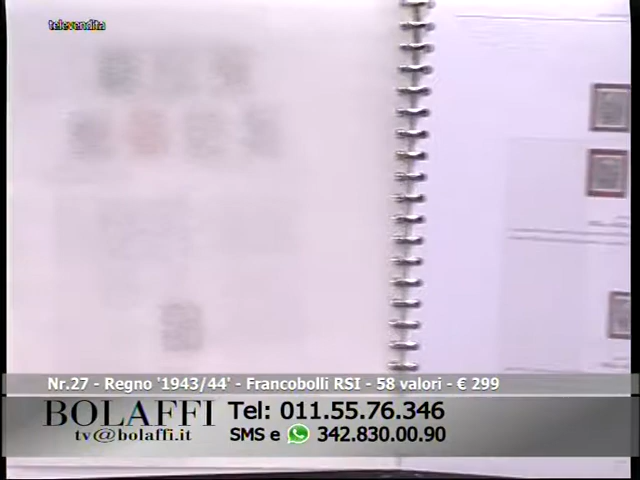 televendita
Nr.27 - Regno '1943/44' - Francobolli RSI - 58 valori - € 299
BOLAFFI
tv@bolaffi.it
Tel: 011.55.76.346
SMS e 342.830.00.90